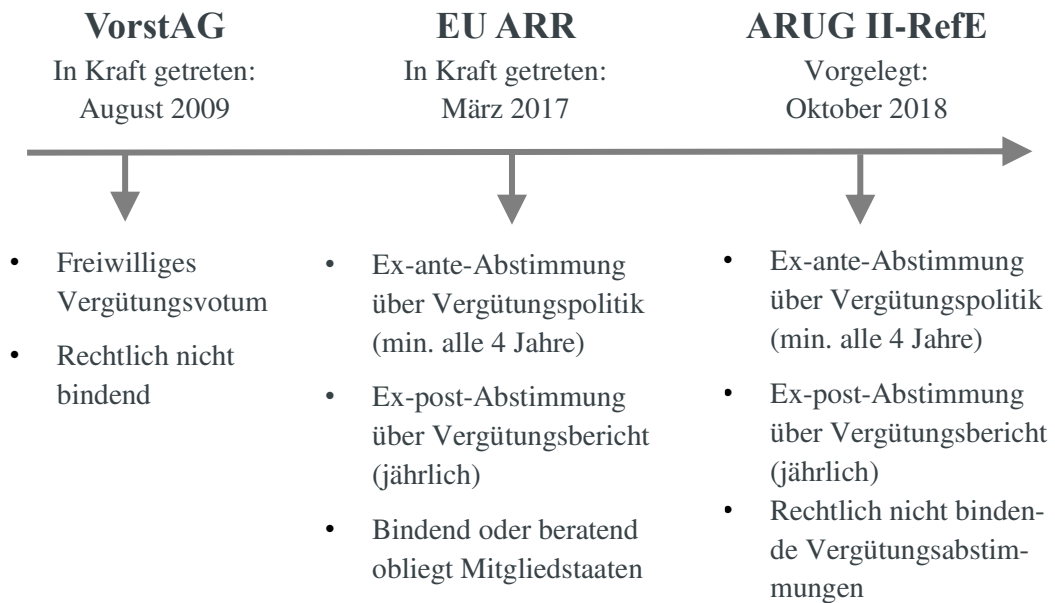 VorstAG
In Kraft getreten:
August 2009
• Freiwilliges
Vergütungsvotum
• Rechtlich nicht
bindend
EU ARR
In Kraft getreten:
März 2017
• Ex-ante-Abstimmung
über Vergütungspolitik
(min. alle 4 Jahre)
• Ex-post-Abstimmung
über Vergütungsbericht
(jährlich)
• Bindend oder beratend
obliegt Mitgliedstaaten
ARUG II-RefE
Vorgelegt:
Oktober 2018
• Ex-ante-Abstimmung
über Vergütungspolitik
(min. alle 4 Jahre)
• Ex-post-Abstimmung
über Vergütungsbericht
(jährlich)
• Rechtlich nicht binden-
de Vergütungsabstim-
mungen